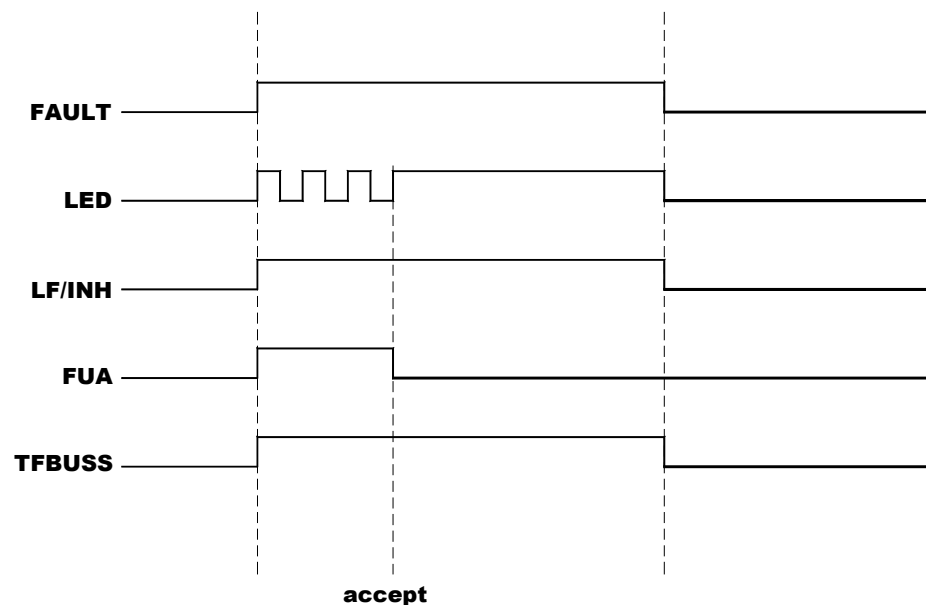 FAULT
LED
LF/INH
FUA
TFBUSS
accept